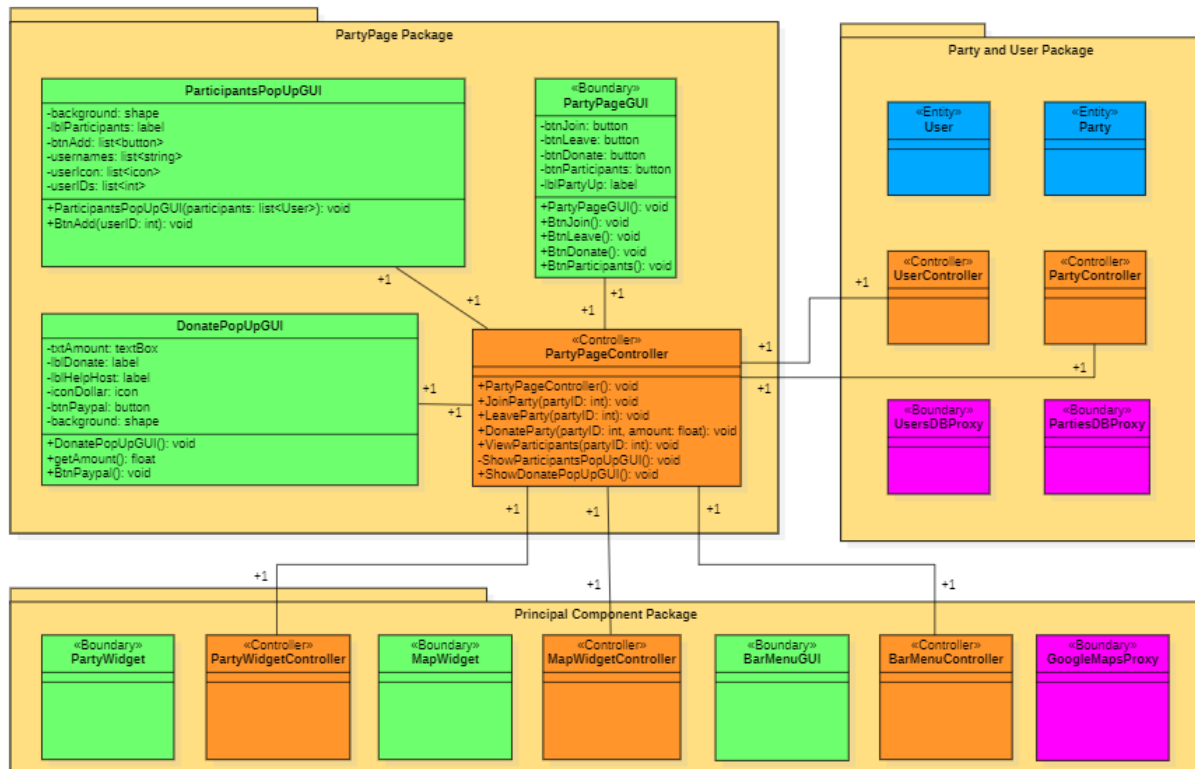 PartyPage Package
ParticipantsPopUpGUI
-background: shape
-lblParticipants: label
-btnAdd: list<button>
-usernames: list<string>
-userIcon: list<icon>
-userIDs: list<int>
+ParticipantsPopUpGUI(participants: list<User>): void
+BtnAdd(userID: int): void
«Boundary»
PartyPageGUI
-btnJoin: button
-btnLeave: button
-btnDonate: button
-btnParticipants: button
-lblPartyUp: label
+PartyPageGUI(): void
+BtnJoin(): void
+BtnLeave(): void
+BtnDonate(): void
+BtnParticipants(): void
+1
+1
+1
+1
DonatePopUpGUI
-txtAmount: textBox
-lblDonate: label
-lblHelpHost: label
-iconDollar: icon
-btnPaypal: button
-background: shape
+DonatePopUpGUI(): void
+getAmount(): float
+BtnPaypal(): void
+1
+1
«Controller»
PartyPageController
+PartyPageController(): void
+JoinParty(partyID: int): void
+LeaveParty(partyID: int): void
+DonateParty(partyID: int, amount: float): void
+ViewParticipants(partyID: int): void
-ShowParticipantsPopUpGUI(): void
+ShowDonatePopUpGUI(): void
+1
+1
+1
+1
+1
Party and User Package
«Entity»
User
«Entity»
Party
«Controller»
UserController
«Controller»
PartyController
+1
+1
«Boundary»
UsersDBProxy
«Boundary»
PartiesDBProxy
+1
+1
+1
Principal Component Package
«Boundary»
PartyWidget
«Controller»
PartyWidgetController
«Boundary»
MapWidget
«Controller»
MapWidgetController
«Boundary»
BarMenuGUI
«Controller»
BarMenuController
«Boundary»
GoogleMapsProxy